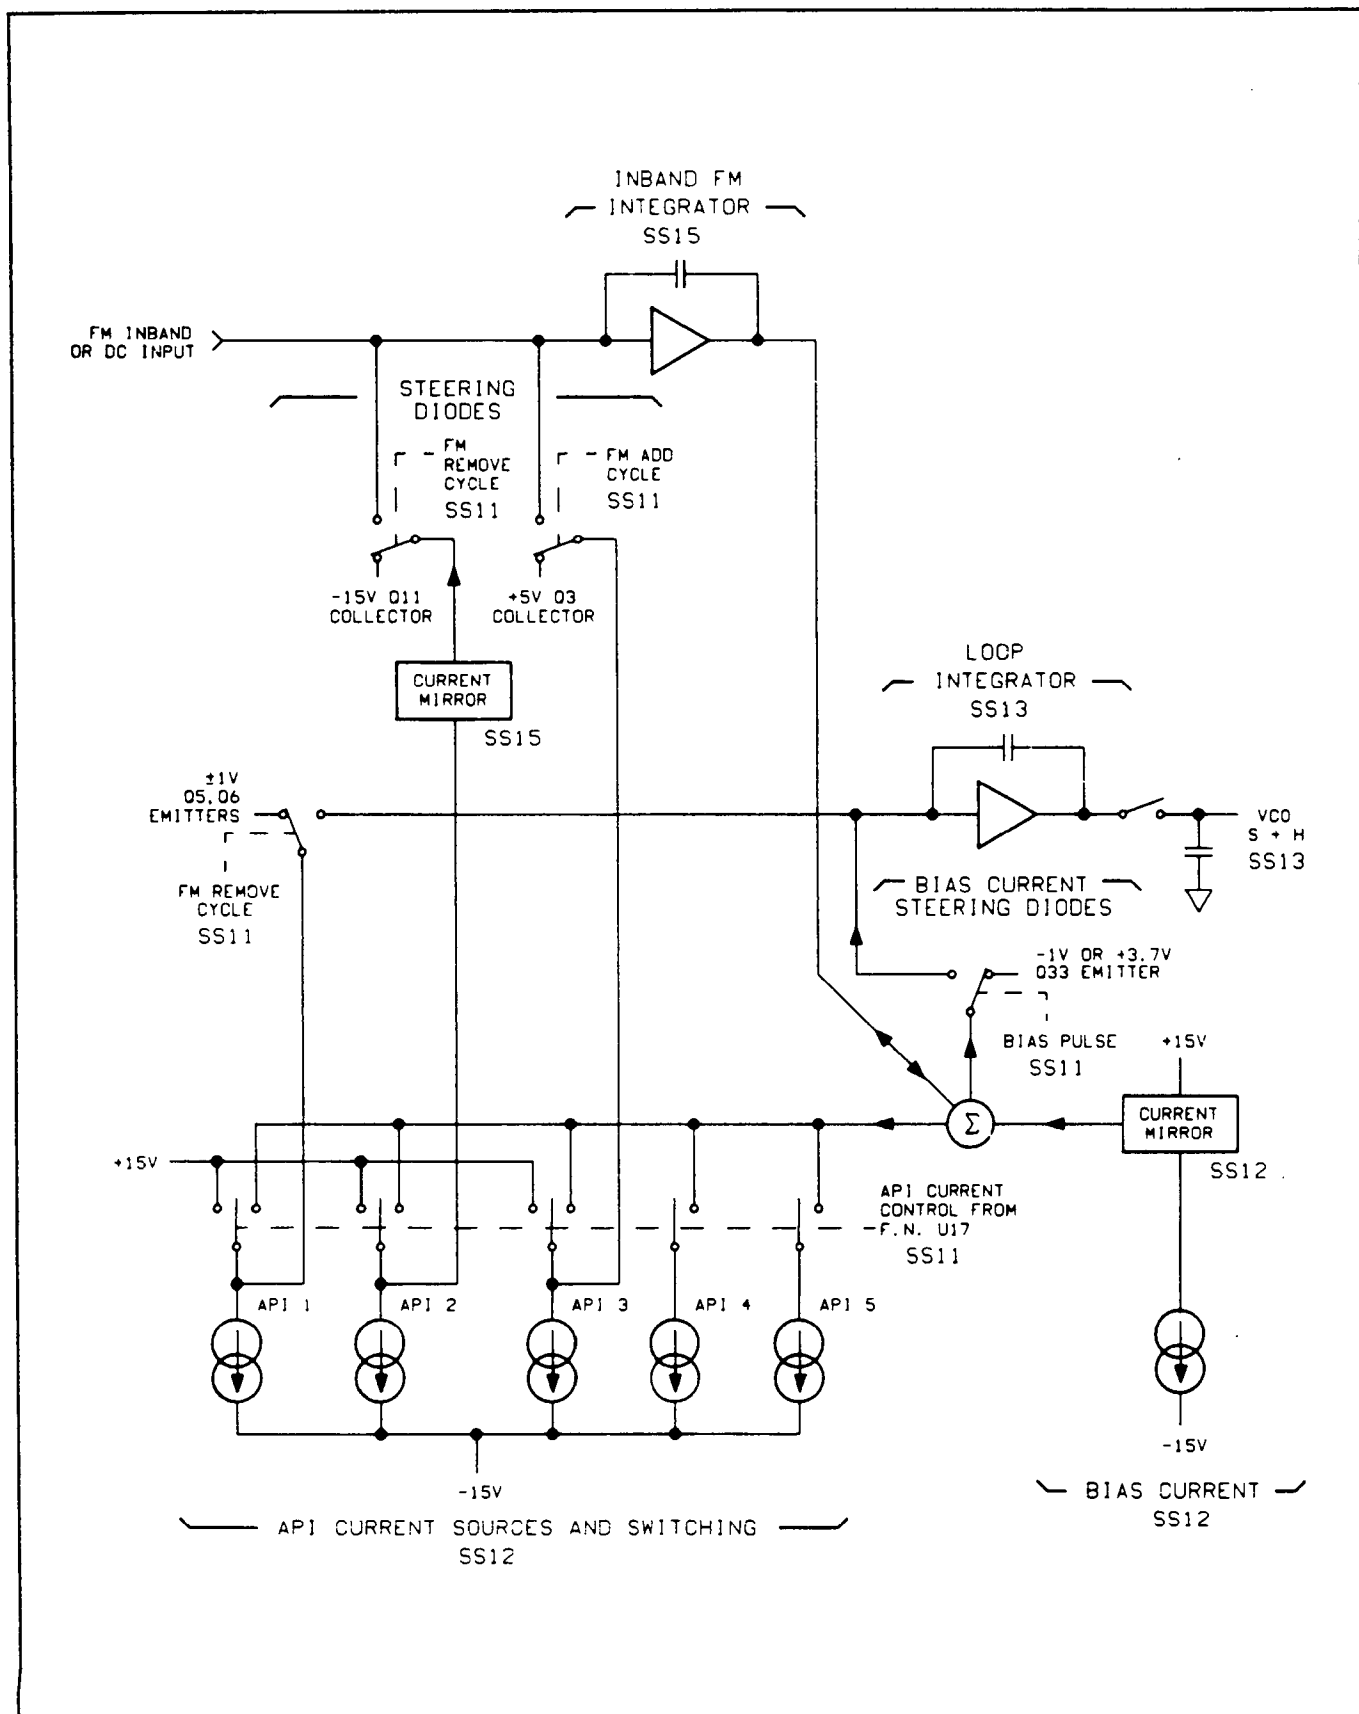 INBAND FM
INTEGRATOR
SS15
FM INBAND
OR DC INPUT
STEERING
DIODES
FM
REMOVE
CYCLE
SS11
FM ADD
CYCLE
SS11
-15V Q11
COLLECTOR
+5V Q3
COLLECTOR
CURRENT
MIRROR
SS15
LOOP
INTEGRATOR
SS13
±1V
Q5,Q6
EMITTERS
VCO
S + H
SS13
FM REMOVE
CYCLE
SS11
BIAS CURRENT
STEERING DIODES
-1V OR +3.7V
Q33 EMITTER
BIAS PULSE
SS11
+15V
Σ
CURRENT
MIRROR
SS12
+15V
API CURRENT
CONTROL FROM
F.N. U17
SS11
API 1
API 2
API 3
API 4
API 5
-15V
-15V
BIAS CURRENT
SS12
API CURRENT SOURCES AND SWITCHING
SS12